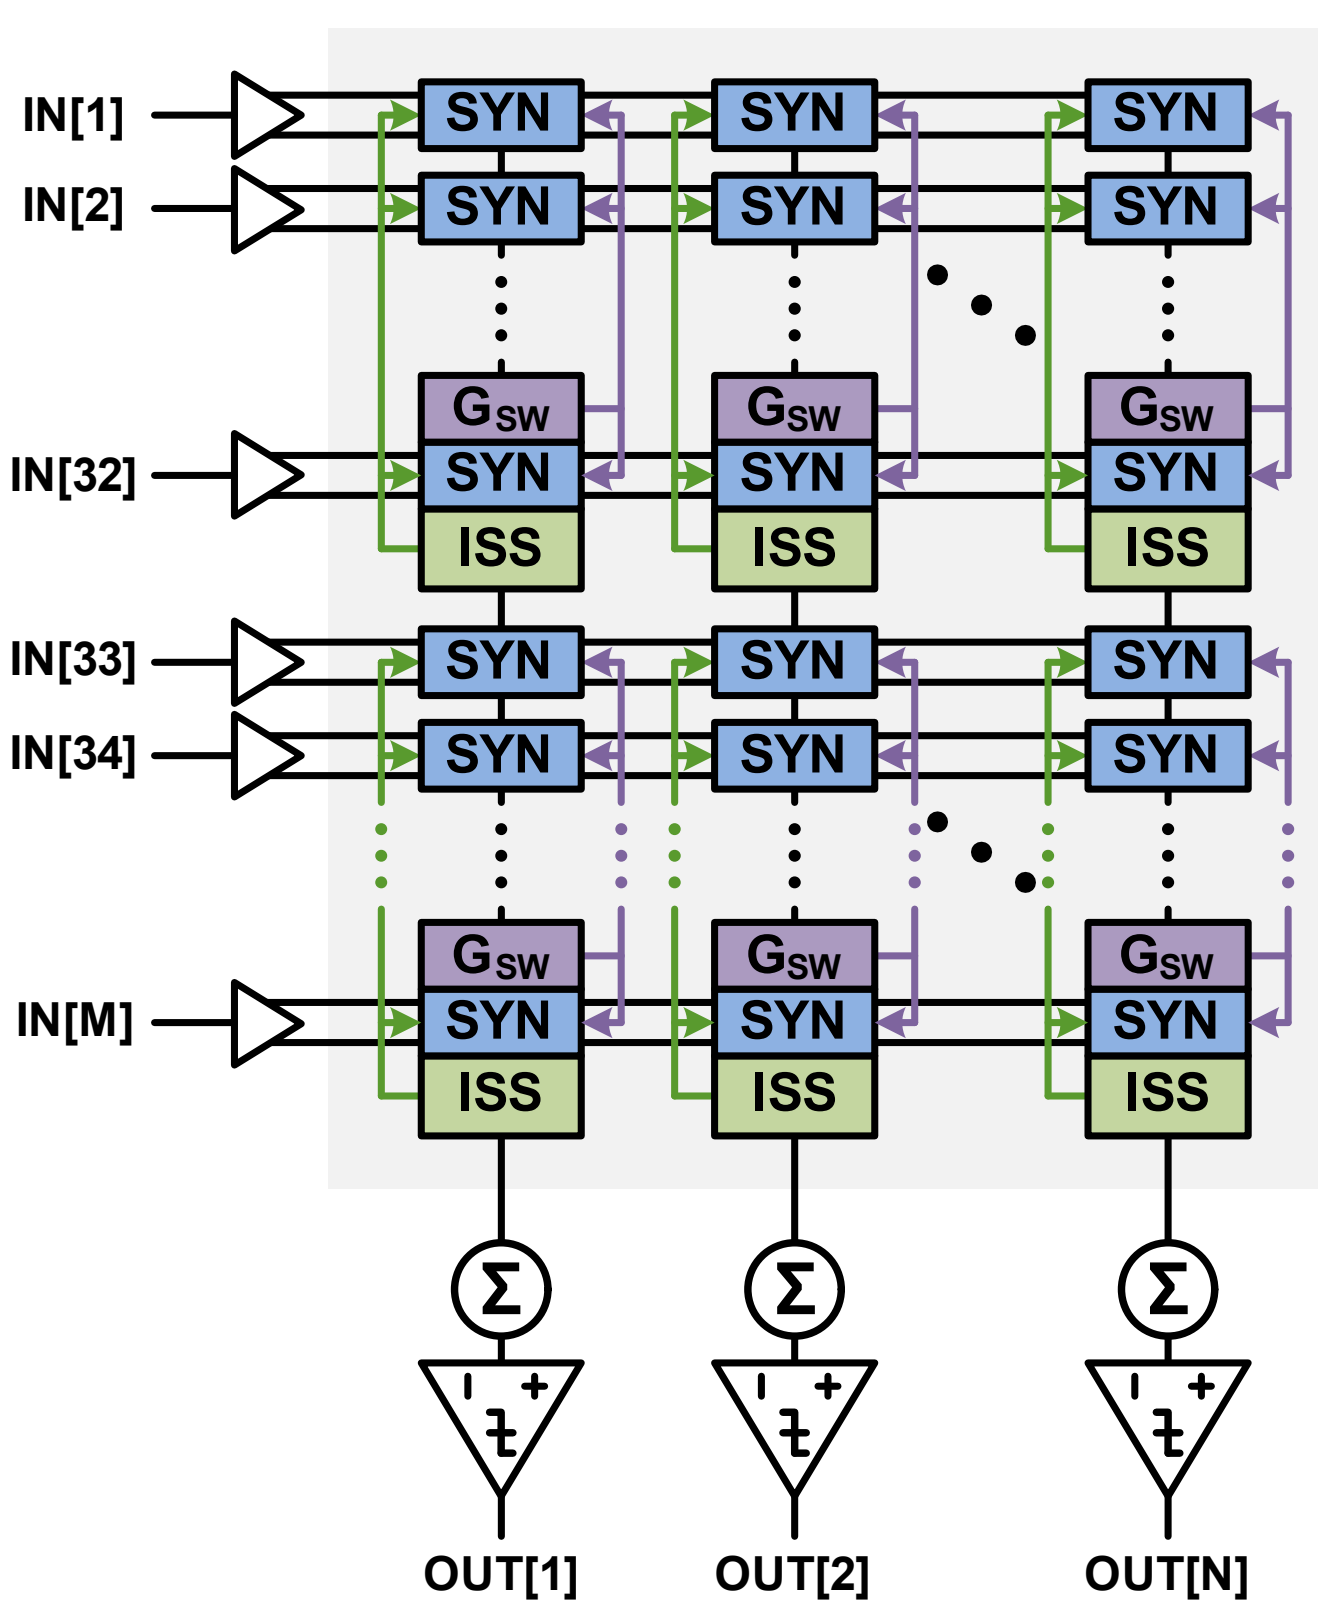 IN[1] SYN SYN SYN
IN[2] SYN SYN SYN
GSW GSW GSW
IN[32] SYN SYN SYN
ISS ISS ISS
IN[33] SYN SYN SYN
IN[34] SYN SYN SYN
GSW GSW GSW
IN[M] SYN SYN SYN
ISS ISS ISS
Σ Σ Σ
− + − + − +
OUT[1] OUT[2] OUT[N]